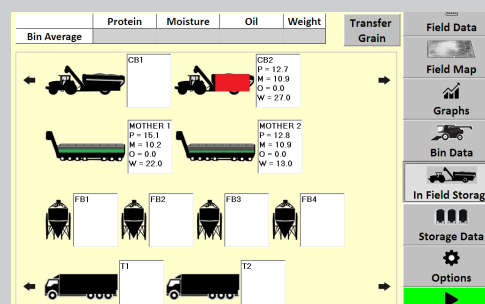 Protein Moisture Oil Weight
Bin Average
Transfer
Grain
CB1
CB2
P = 12.7
M = 10.9
O = 0.0
W = 27.0
MOTHER 1
P = 15.1
M = 10.2
O = 0.0
W = 22.0
MOTHER 2
P = 12.8
M = 10.9
O = 0.0
W = 13.0
FB1
FB2
FB3
FB4
T1
T2
Field Data
Field Map
Graphs
Bin Data
In Field Storag
Storage Data
Options